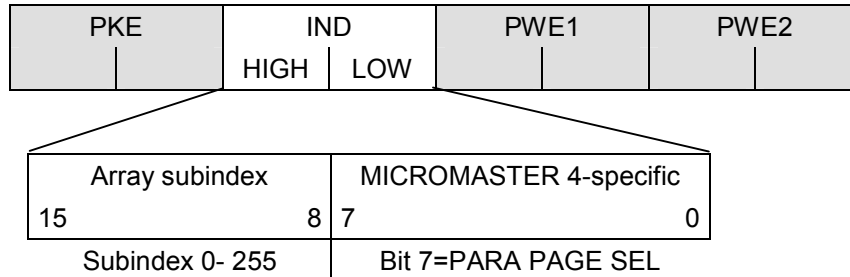 PKE IND PWE1 PWE2
HIGH LOW
Array subindex MICROMASTER 4-specific
15 8 7 0
Subindex 0- 255 Bit 7=PARA PAGE SEL